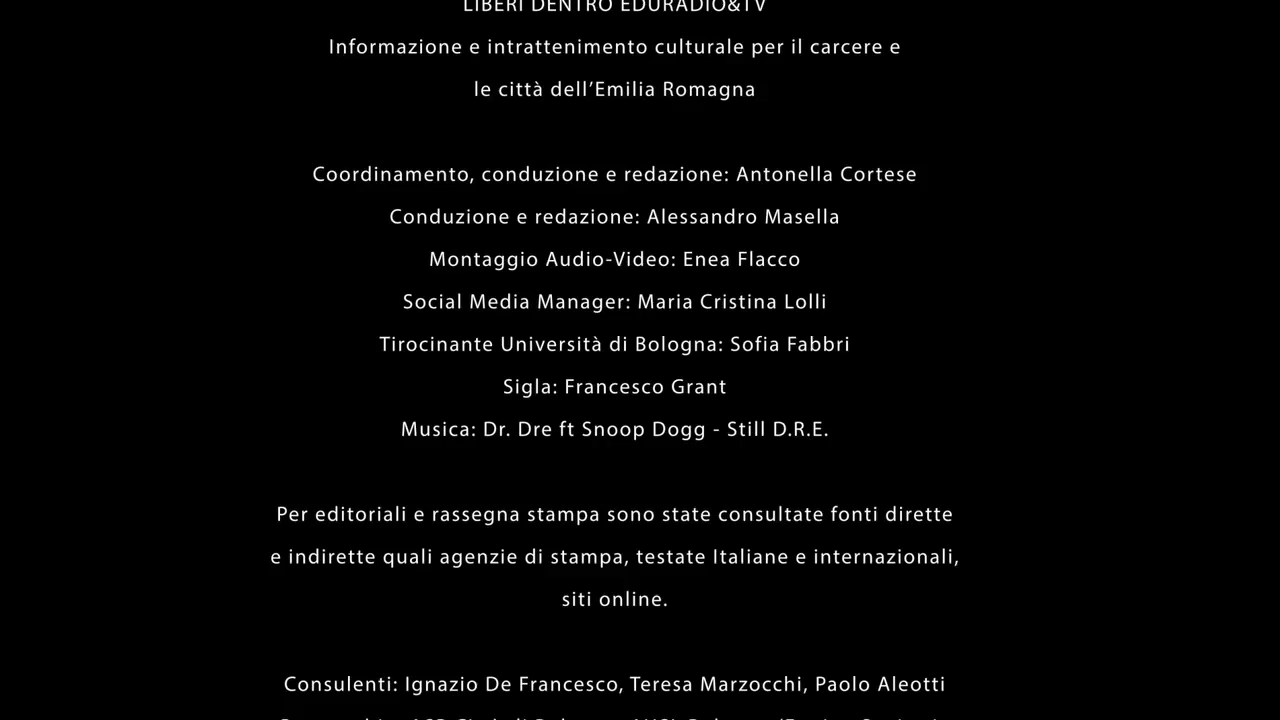 LIBERI DENTRO EDURADIO&TV
Informazione e intrattenimento culturale per il carcere e
le città dell’Emilia Romagna
Coordinamento, conduzione e redazione: Antonella Cortese
Conduzione e redazione: Alessandro Masella
Montaggio Audio-Video: Enea Flacco
Social Media Manager: Maria Cristina Lolli
Tirocinante Università di Bologna: Sofia Fabbri
Sigla: Francesco Grant
Musica: Dr. Dre ft Snoop Dogg - Still D.R.E.
Per editoriali e rassegna stampa sono state consultate fonti dirette
e indirette quali agenzie di stampa, testate Italiane e internazionali,
siti online.
Consulenti: Ignazio De Francesco, Teresa Marzocchi, Paolo Aleotti